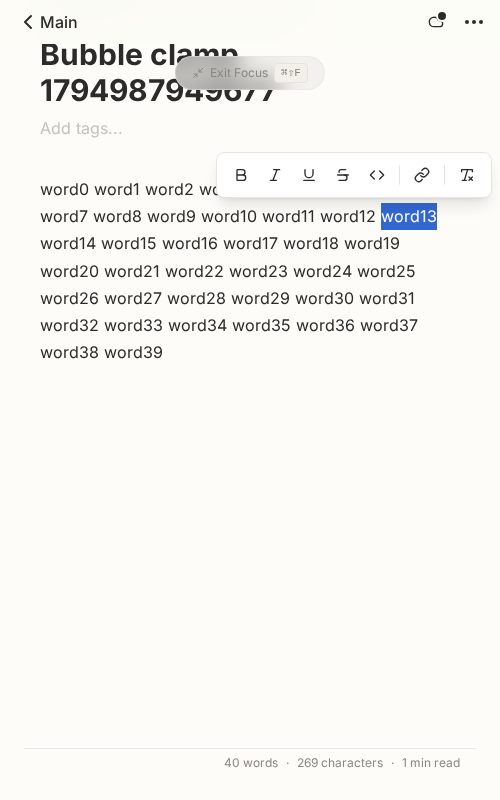 Main
Bubble clamp
1794987949677
Exit Focus ⌘⇧F
Add tags...
word0 word1 word2
word7 word8 word9 word10 word11 word12 word13
word14 word15 word16 word17 word18 word19
word20 word21 word22 word23 word24 word25
word26 word27 word28 word29 word30 word31
word32 word33 word34 word35 word36 word37
word38 word39
40 words · 269 characters · 1 min read